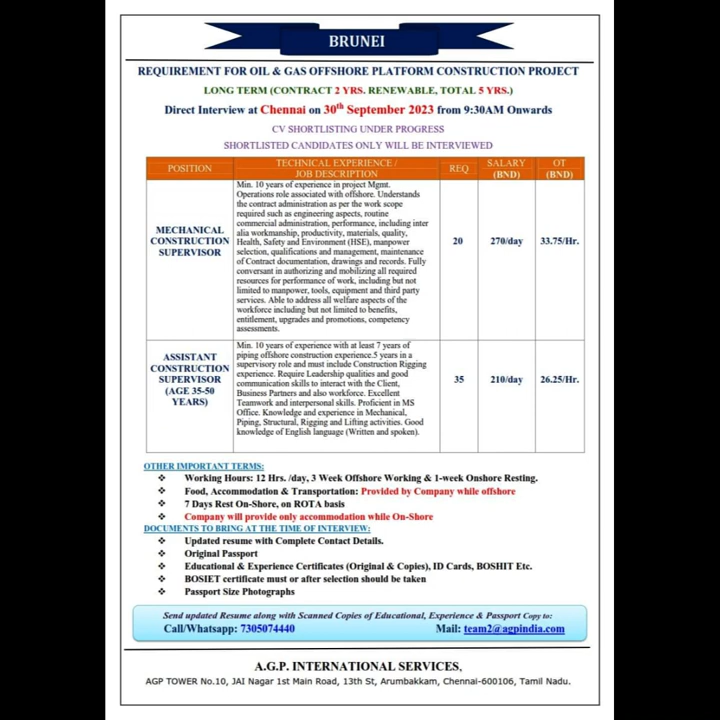 BRUNEI
REQUIREMENT FOR OIL & GAS OFFSHORE PLATFORM CONSTRUCTION PROJECT
LONG TERM (CONTRACT 2 YRS. RENEWABLE, TOTAL 5 YRS.)
Direct Interview at Chennai on 30th September 2023 from 9:30AM Onwards
CV SHORTLISTING UNDER PROGRESS
SHORTLISTED CANDIDATES ONLY WILL BE INTERVIEWED
POSITION
TECHNICAL EXPERIENCE /
JOB DESCRIPTION
REQ
SALARY
(BND)
OT
(BND)
MECHANICAL
CONSTRUCTION
SUPERVISOR
Min. 10 years of experience in project Mgmt.
Operations role associated with offshore. Understands
the contract administration as per the work scope
required such as engineering aspects, routine
commercial administration, performance, including inter
alia workmanship, productivity, materials, quality,
Health, Safety and Environment (HSE), manpower
selection, qualifications and management, maintenance
of Contract documentation, drawings and records. Fully
conversant in authorizing and mobilizing all required
resources for performance of work, including but not
limited to manpower, tools, equipment and third party
services. Able to address all welfare aspects of the
workforce including but not limited to benefits,
entitlement, upgrades and promotions, competency
assessments.
20
270/day
33.75/Hr.
ASSISTANT
CONSTRUCTION
SUPERVISOR
(AGE 35-50
YEARS)
Min. 10 years of experience with at least 7 years of
piping offshore construction experience.5 years in a
supervisory role and must include Construction Rigging
experience. Require Leadership qualities and good
communication skills to interact with the Client,
Business Partners and also workforce. Excellent
Teamwork and interpersonal skills. Proficient in MS
Office. Knowledge and experience in Mechanical,
Piping, Structural, Rigging and Lifting activities. Good
knowledge of English language (Written and spoken).
35
210/day
26.25/Hr.
OTHER IMPORTANT TERMS:
❖ Working Hours: 12 Hrs. /day, 3 Week Offshore Working & 1-week Onshore Resting.
❖ Food, Accommodation & Transportation: Provided by Company while offshore
❖ 7 Days Rest On-Shore, on ROTA basis
❖ Company will provide only accommodation while On-Shore
DOCUMENTS TO BRING AT THE TIME OF INTERVIEW:
❖ Updated resume with Complete Contact Details.
❖ Original Passport
❖ Educational & Experience Certificates (Original & Copies), ID Cards, BOSHIT Etc.
❖ BOSIET certificate must or after selection should be taken
❖ Passport Size Photographs
Send updated Resume along with Scanned Copies of Educational, Experience & Passport Copy to:
Call/Whatsapp: 7305074440 Mail: team2@agpindia.com
A.G.P. INTERNATIONAL SERVICES,
AGP TOWER No.10, JAI Nagar 1st Main Road, 13th St, Arumbakkam, Chennai-600106, Tamil Nadu.